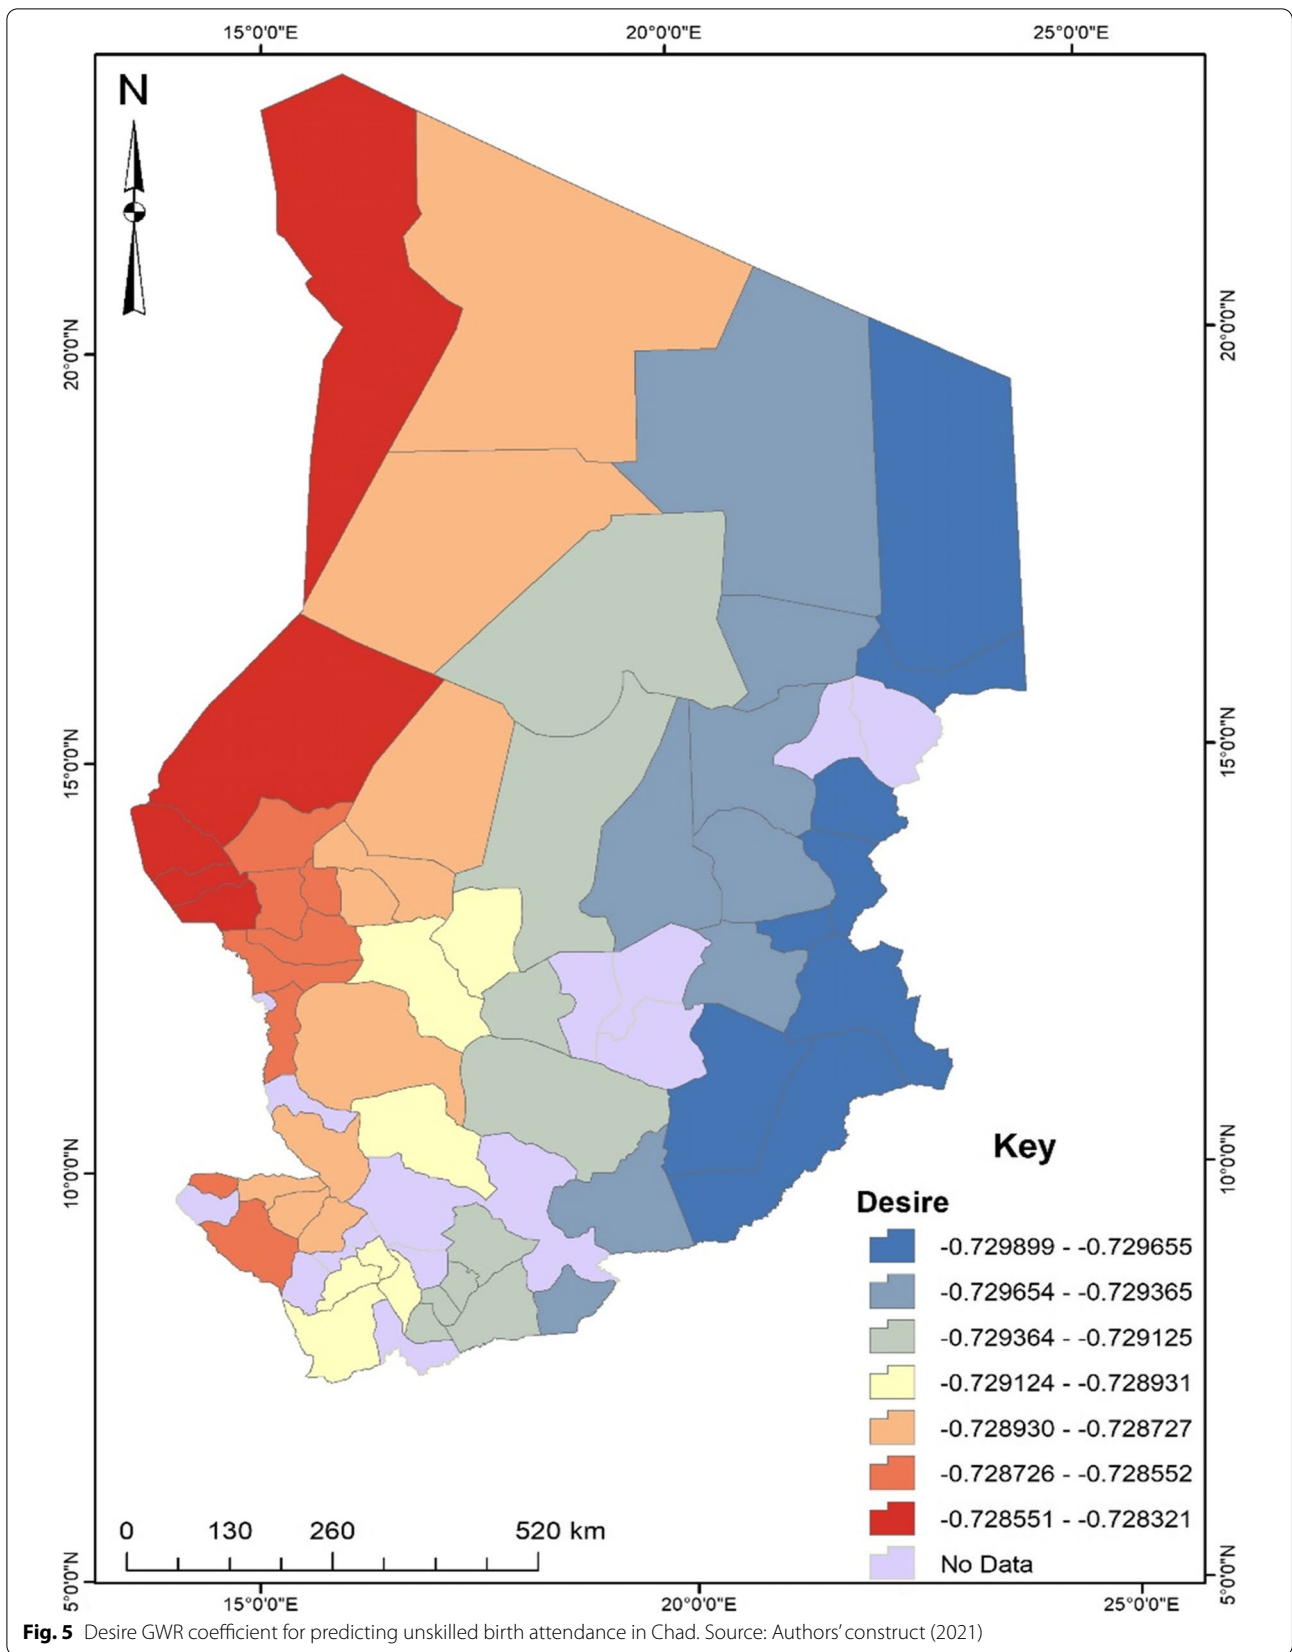 15°0'0"E 20°0'0"E 25°0'0"E
N
20°0'0"N 20°0'0"N
15°0'0"N 15°0'0"N
10°0'0"N 10°0'0"N
Key
Desire
-0.729899 - -0.729655
-0.729654 - -0.729365
-0.729364 - -0.729125
-0.729124 - -0.728931
-0.728930 - -0.728727
-0.728726 - -0.728552
-0.728551 - -0.728321
No Data
0 130 260 520 km
5°0'0"N 5°0'0"N
15°0'0"E 20°0'0"E 25°0'0"E
Fig. 5 Desire GWR coefficient for predicting unskilled birth attendance in Chad. Source: Authors' construct (2021)